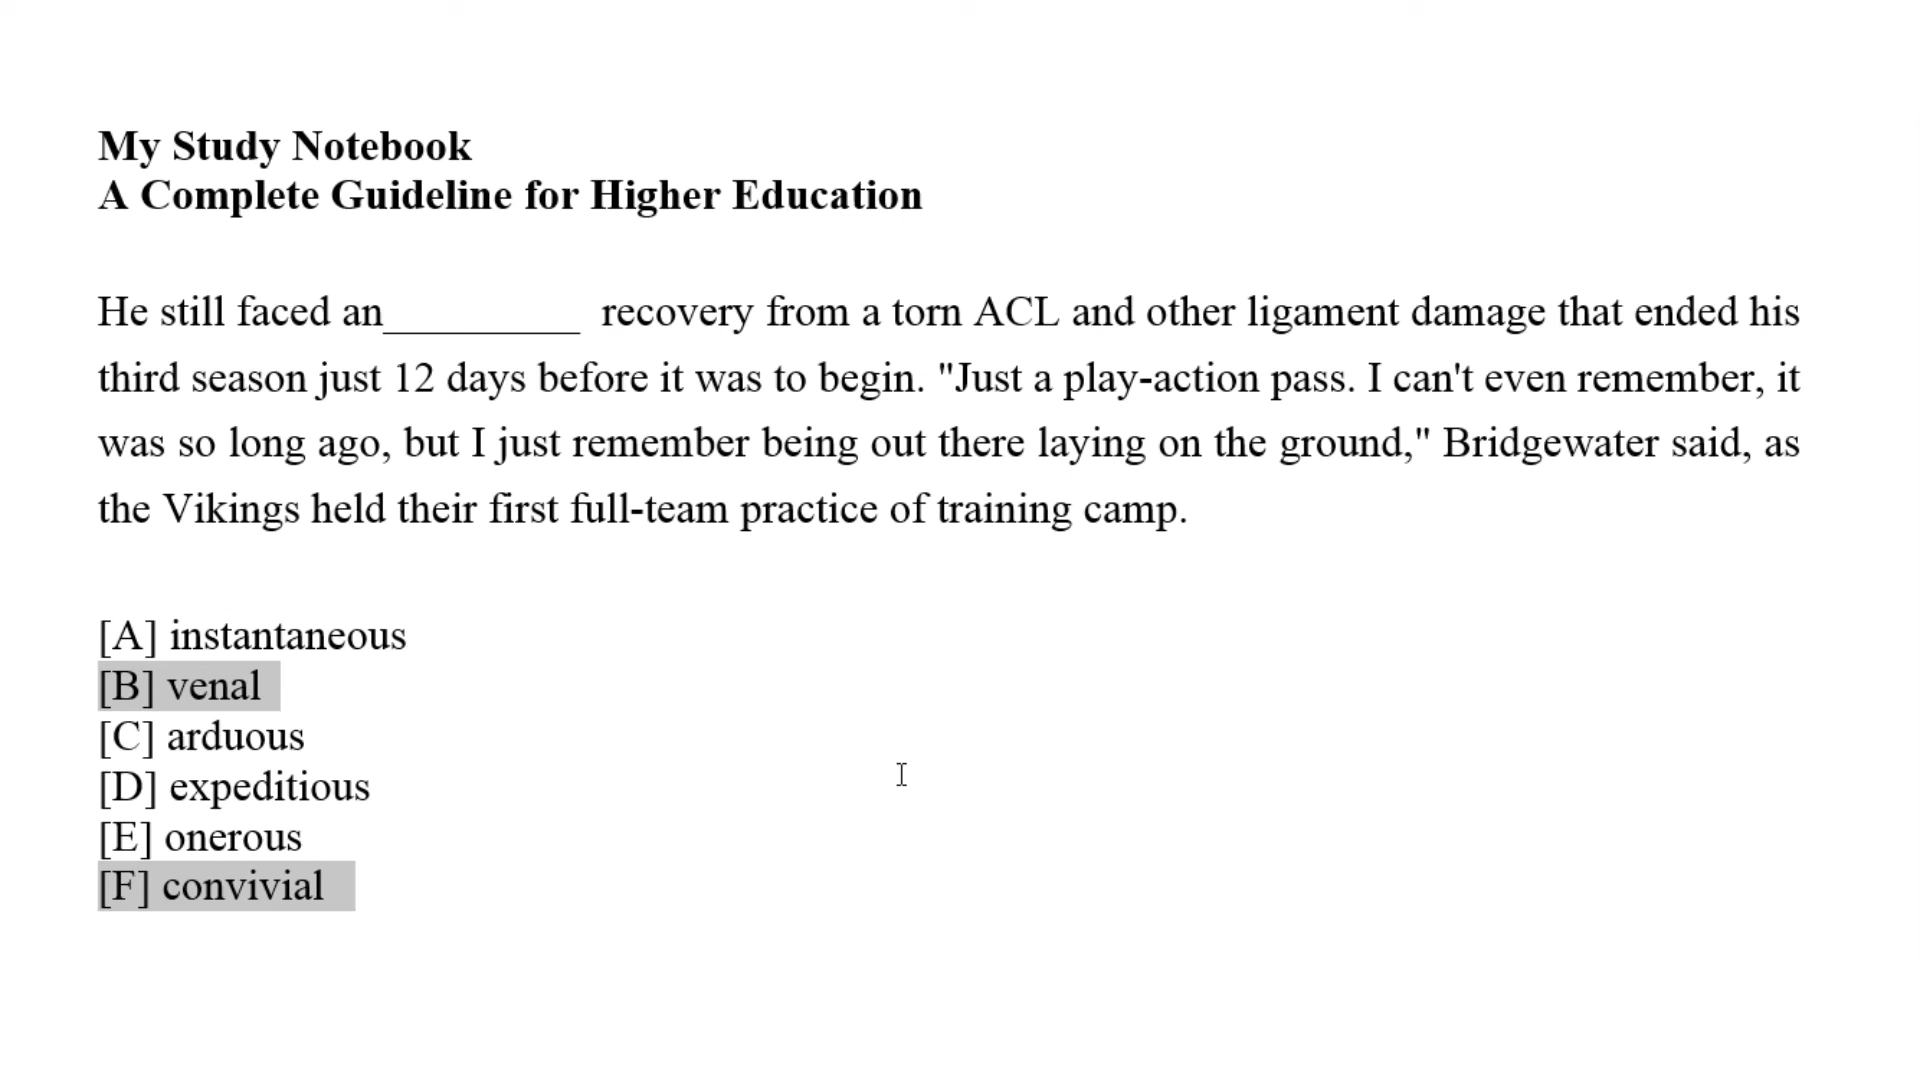 My Study Notebook
A Complete Guideline for Higher Education
He still faced an_________ recovery from a torn ACL and other ligament damage that ended his
third season just 12 days before it was to begin. "Just a play-action pass. I can't even remember, it
was so long ago, but I just remember being out there laying on the ground," Bridgewater said, as
the Vikings held their first full-team practice of training camp.
[A] instantaneous
[B] venal
[C] arduous
[D] expeditious
[E] onerous
[F] convivial